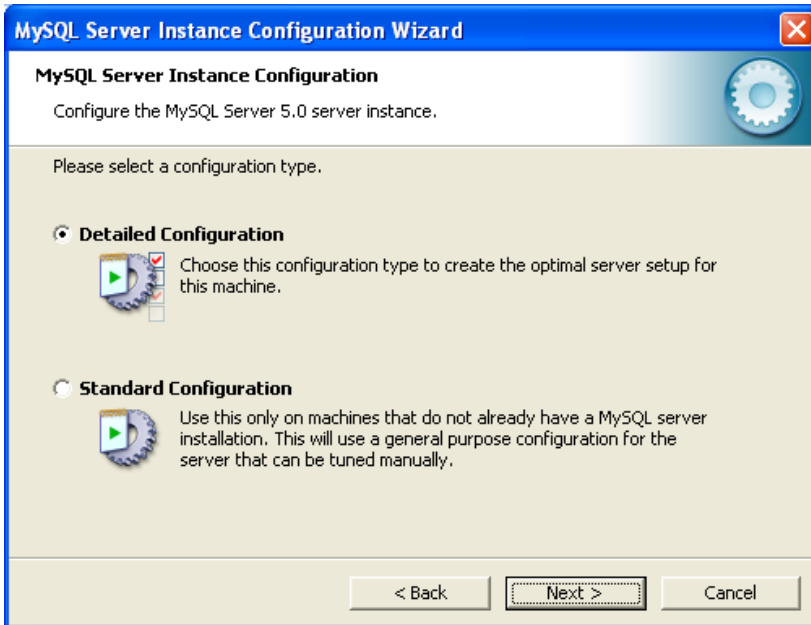 MySQL Server Instance Configuration Wizard
MySQL Server Instance Configuration
Configure the MySQL Server 5.0 server instance.
Please select a configuration type.
Detailed Configuration
Choose this configuration type to create the optimal server setup for
this machine.
Standard Configuration
Use this only on machines that do not already have a MySQL server
installation. This will use a general purpose configuration for the
server that can be tuned manually.
< Back
Next >
Cancel